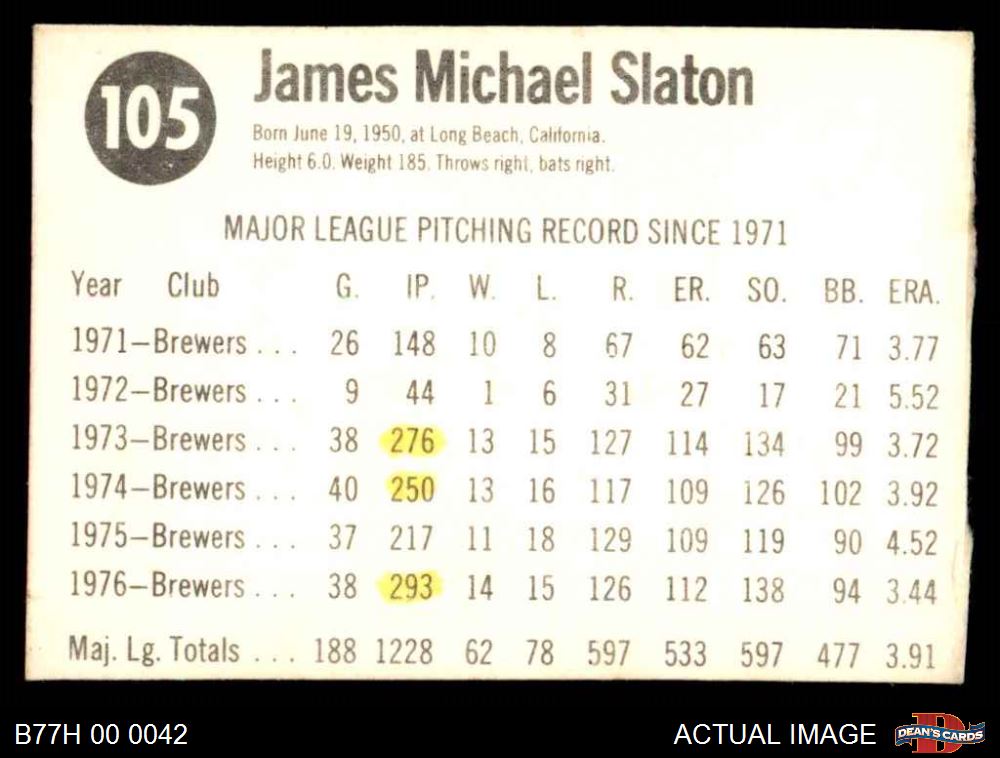 105
James Michael Slaton
Born June 19, 1950, at Long Beach, California.
Height 6.0. Weight 185. Throws right, bats right.
MAJOR LEAGUE PITCHING RECORD SINCE 1971
Year Club G. IP. W. L. R. ER. SO. BB. ERA.
1971—Brewers . . . 26 148 10 8 67 62 63 71 3.77
1972—Brewers . . . 9 44 1 6 31 27 17 21 5.52
1973—Brewers . . . 38 276 13 15 127 114 134 99 3.72
1974—Brewers . . . 40 250 13 16 117 109 126 102 3.92
1975—Brewers . . . 37 217 11 18 129 109 119 90 4.52
1976—Brewers . . . 38 293 14 15 126 112 138 94 3.44
Maj. Lg. Totals . . . 188 1228 62 78 597 533 597 477 3.91
B77H 00 0042
ACTUAL IMAGE
D
DEAN'S CARDS